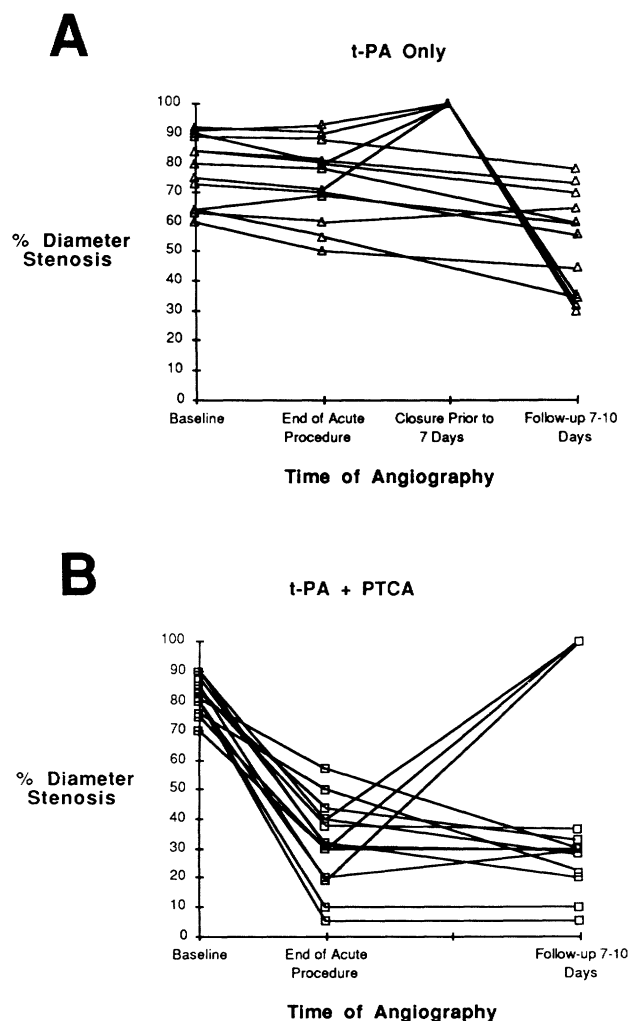 A
t-PA Only
100
90
80
70
60
50
40
30
20
10
0
% Diameter
Stenosis
Baseline
End of Acute
Procedure
Closure Prior to
7 Days
Follow-up 7-10
Days
Time of Angiography
B
t-PA + PTCA
100
90
80
70
60
50
40
30
20
10
0
% Diameter
Stenosis
Baseline
End of Acute
Procedure
Follow-up 7-10
Days
Time of Angiography